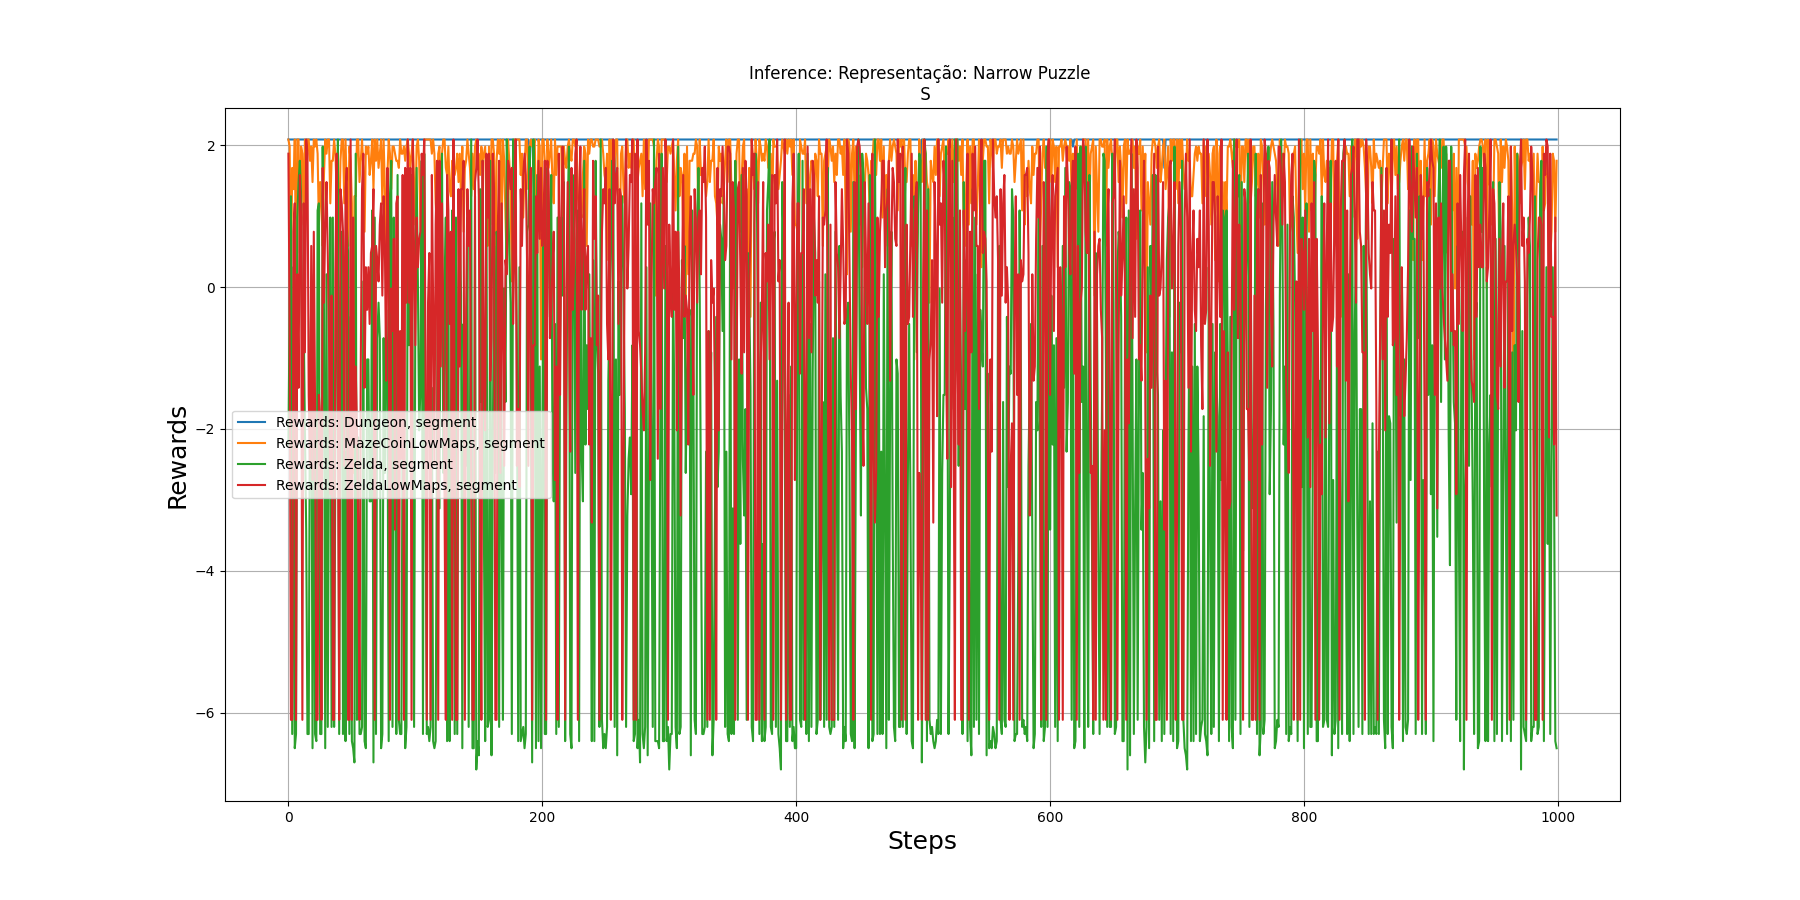 Inference: Representação: Narrow Puzzle
S
2
0
−2
−4
−6
Rewards
Rewards: Dungeon, segment
Rewards: MazeCoinLowMaps, segment
Rewards: Zelda, segment
Rewards: ZeldaLowMaps, segment
0 200 400 600 800 1000
Steps